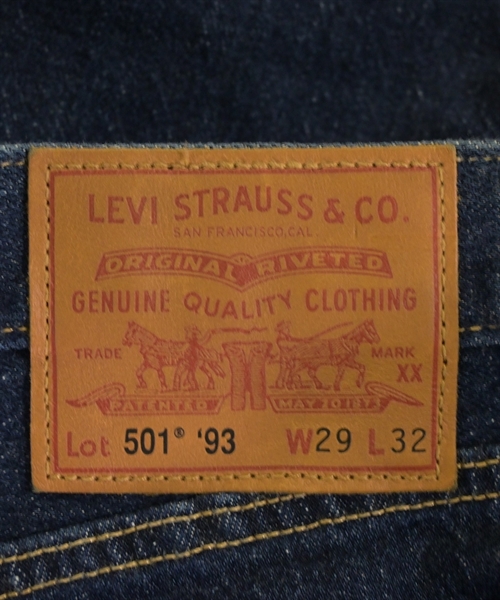 LEVI STRAUSS & CO.
SAN FRANCISCO, CAL.
ORIGINAL RIVETED
GENUINE QUALITY CLOTHING
TRADE MARK
XX
PATENTED MAY 20 1873
Lot 501® '93 W29 L32